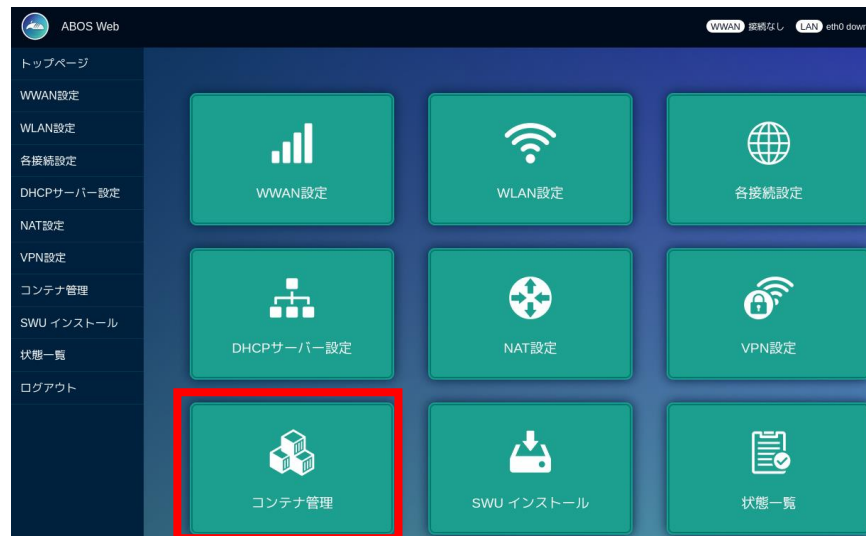 ABOS Web
WWAN 接続なし LAN eth0 down
トップページ
WWAN設定
WLAN設定
各接続設定
DHCPサーバー設定
NAT設定
VPN設定
コンテナ管理
SWU インストール
状態一覧
ログアウト
WWAN設定
WLAN設定
各接続設定
DHCPサーバー設定
NAT設定
VPN設定
コンテナ管理
SWU インストール
状態一覧